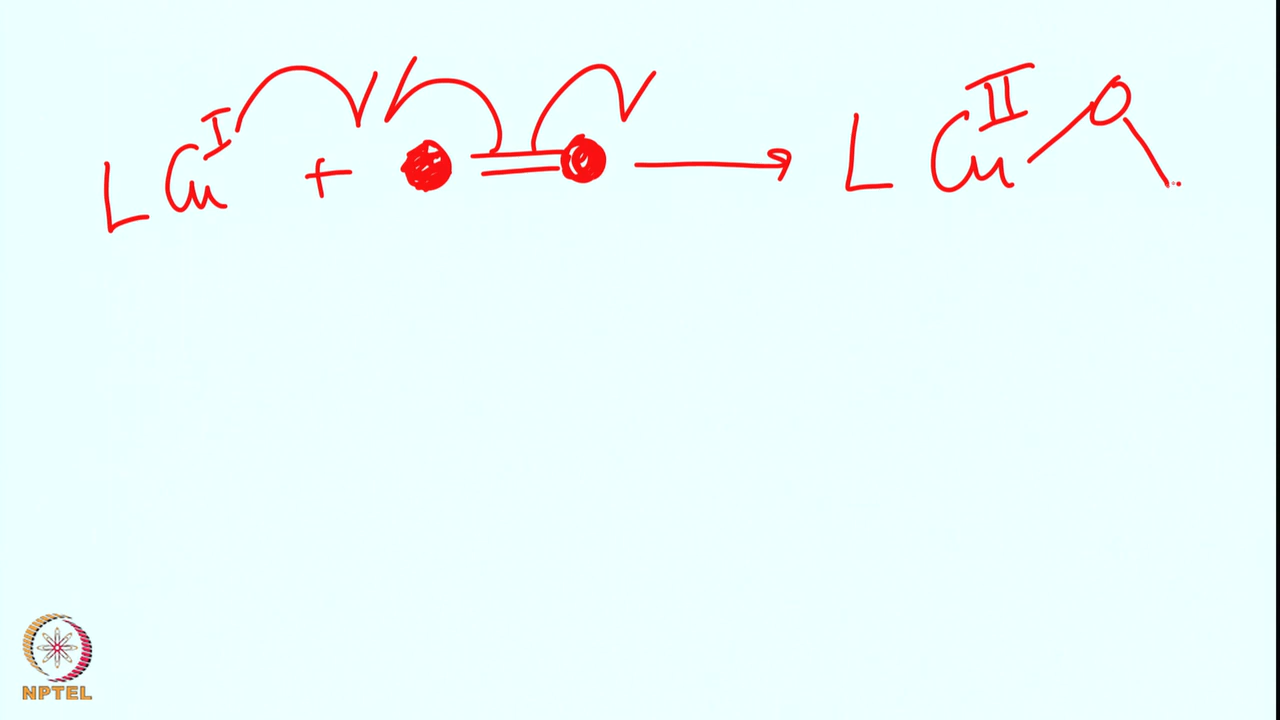 L Cu I + O = O → L Cu II O
NPTEL